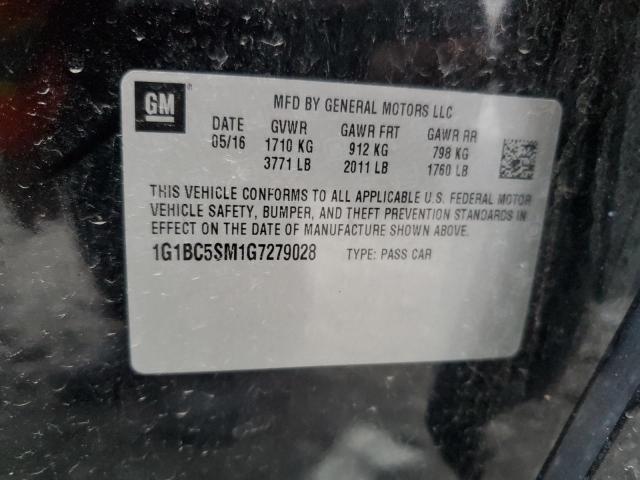 GM
MFD BY GENERAL MOTORS LLC
DATE GVWR GAWR FRT GAWR RR
05/16 1710 KG 912 KG 798 KG
3771 LB 2011 LB 1760 LB
THIS VEHICLE CONFORMS TO ALL APPLICABLE U.S. FEDERAL MOTOR
VEHICLE SAFETY, BUMPER, AND THEFT PREVENTION STANDARDS IN
EFFECT ON THE DATE OF MANUFACTURE SHOWN ABOVE.
1G1BC5SM1G7279028 TYPE: PASS CAR